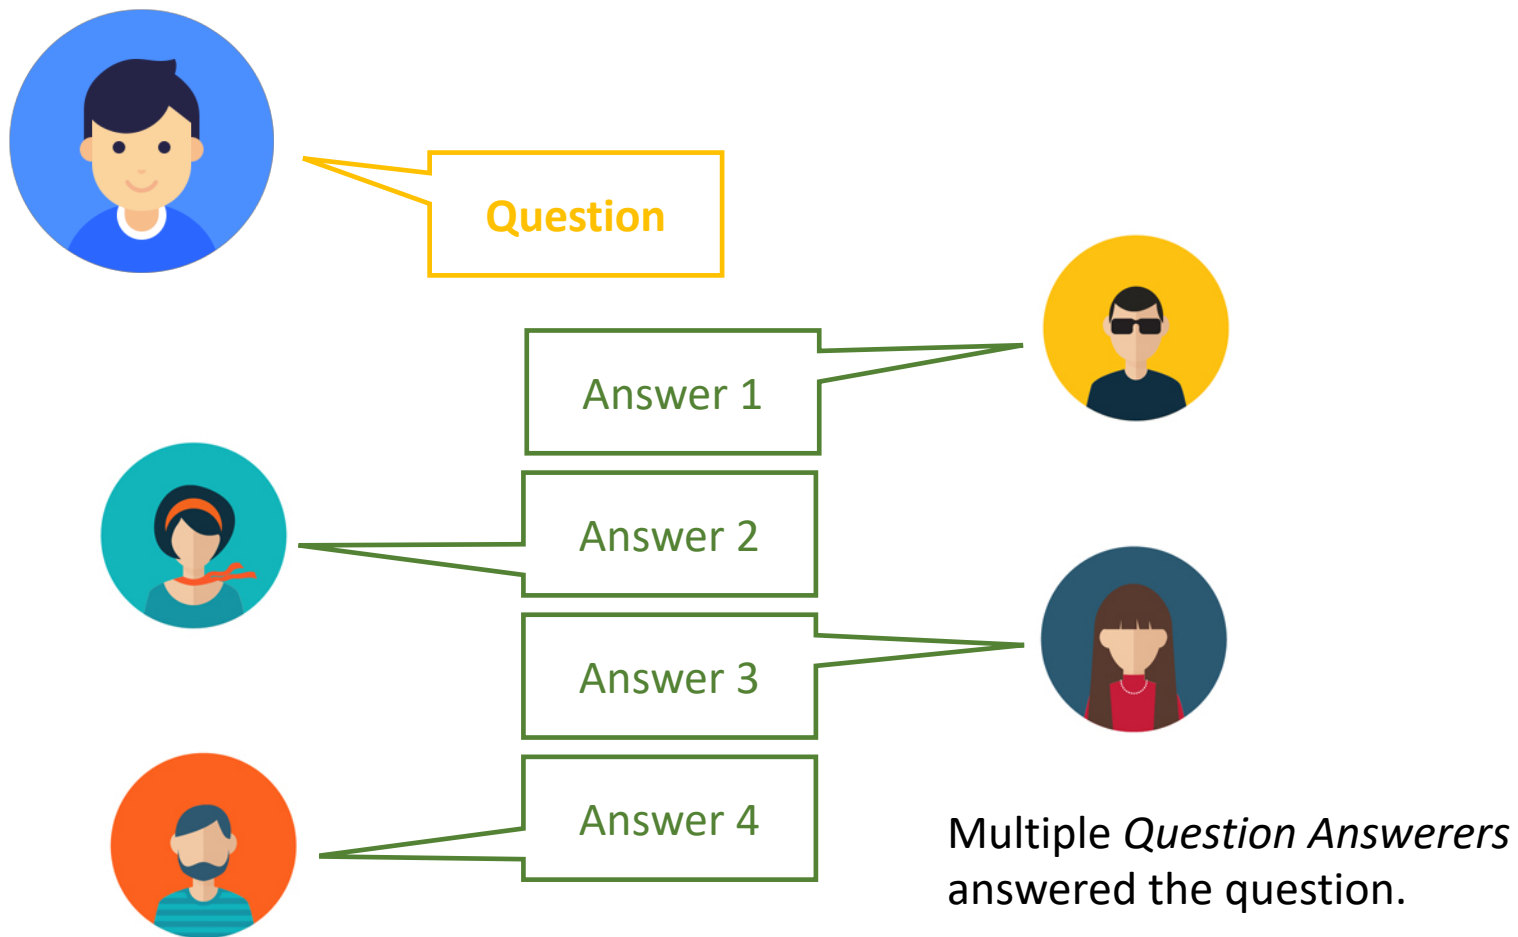 Question
Answer 1
Answer 2
Answer 3
Answer 4
Multiple Question Answerers
answered the question.